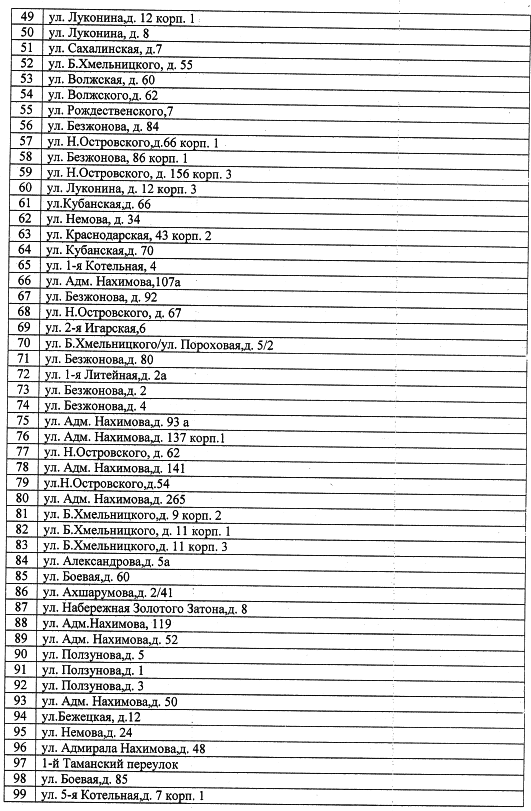 49 ул. Луконина,д. 12 корп. 1
50 ул. Луконина, д. 8
51 ул. Сахалинская, д.7
52 ул. Б.Хмельницкого, д. 55
53 ул. Волжская, д. 60
54 ул. Волжского,д. 62
55 ул. Рождественского,7
56 ул. Безжонова, д. 84
57 ул. Н.Островского,д.66 корп. 1
58 ул. Безжонова, 86 корп. 1
59 ул. Н.Островского, д. 156 корп. 3
60 ул. Луконина, д. 12 корп. 3
61 ул.Кубанская,д. 66
62 ул. Немова, д. 34
63 ул. Краснодарская, 43 корп. 2
64 ул. Кубанская,д. 70
65 ул. 1-я Котельная, 4
66 ул. Адм. Нахимова,107а
67 ул. Безжонова, д. 92
68 ул. Н.Островского, д. 67
69 ул. 2-я Игарская,6
70 ул. Б.Хмельницкого/ул. Пороховая,д. 5/2
71 ул. Безжонова,д. 80
72 ул. 1-я Литейная,д. 2а
73 ул. Безжонова,д. 2
74 ул. Безжонова,д. 4
75 ул. Адм. Нахимова,д. 93 а
76 ул. Адм. Нахимова,д. 137 корп.1
77 ул. Н.Островского, д. 62
78 ул. Адм. Нахимова,д. 141
79 ул.Н.Островского,д.54
80 ул. Адм. Нахимова,д. 265
81 ул. Б.Хмельницкого,д. 9 корп. 2
82 ул. Б.Хмельницкого, д. 11 корп. 1
83 ул. Б.Хмельницкого,д. 11 корп. 3
84 ул. Александрова,д. 5а
85 ул. Боевая,д. 60
86 ул. Ахшарумова,д. 2/41
87 ул. Набережная Золотого Затона,д. 8
88 ул. Адм.Нахимова, 119
89 ул. Адм. Нахимова,д. 52
90 ул. Ползунова,д. 5
91 ул. Ползунова,д. 1
92 ул. Ползунова,д. 3
93 ул. Адм. Нахимова,д. 50
94 ул.Бежецкая, д.12
95 ул. Немова,д. 24
96 ул. Адмирала Нахимова,д. 48
97 1-й Таманский переулок
98 ул. Боевая,д. 85
99 ул. 5-я Котельная,д. 7 корп. 1